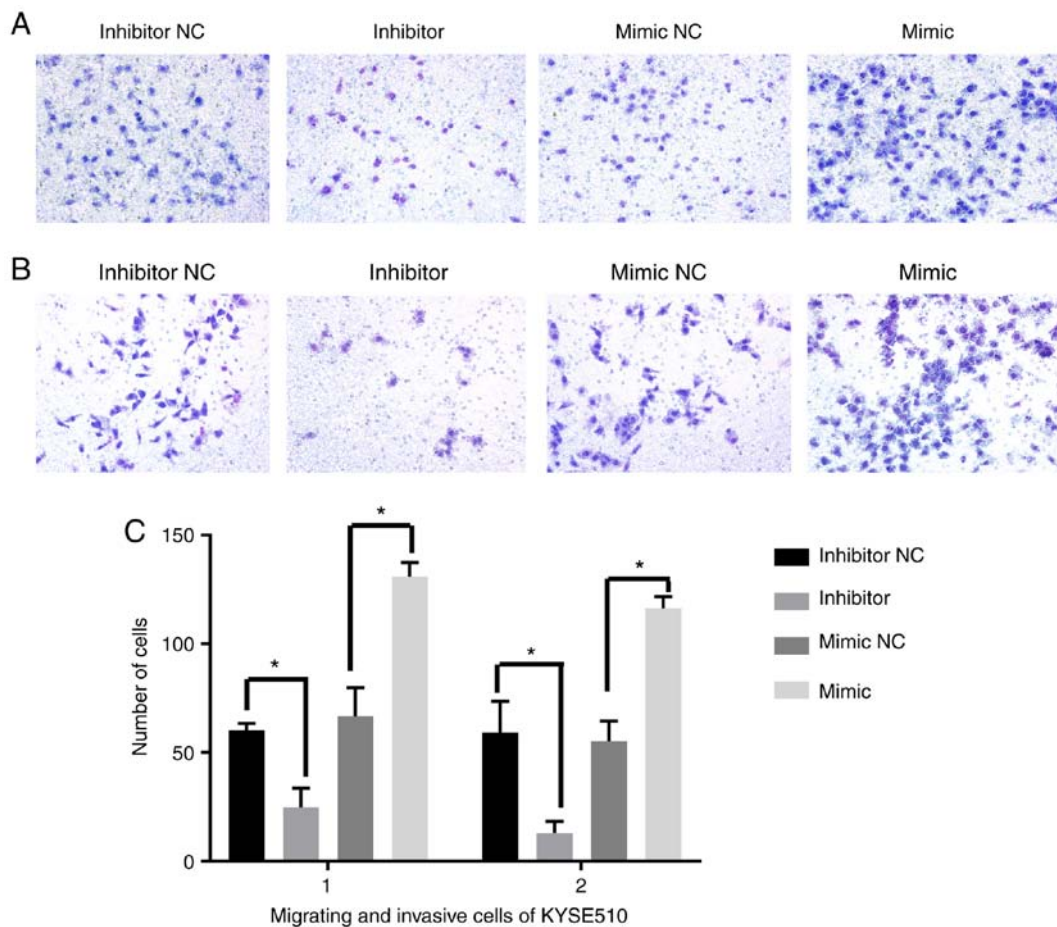 A
Inhibitor NC Inhibitor Mimic NC Mimic
B
Inhibitor NC Inhibitor Mimic NC Mimic
C
150
100
50
0
Number of cells
* * * *
1 2
Migrating and invasive cells of KYSE510
Inhibitor NC
Inhibitor
Mimic NC
Mimic